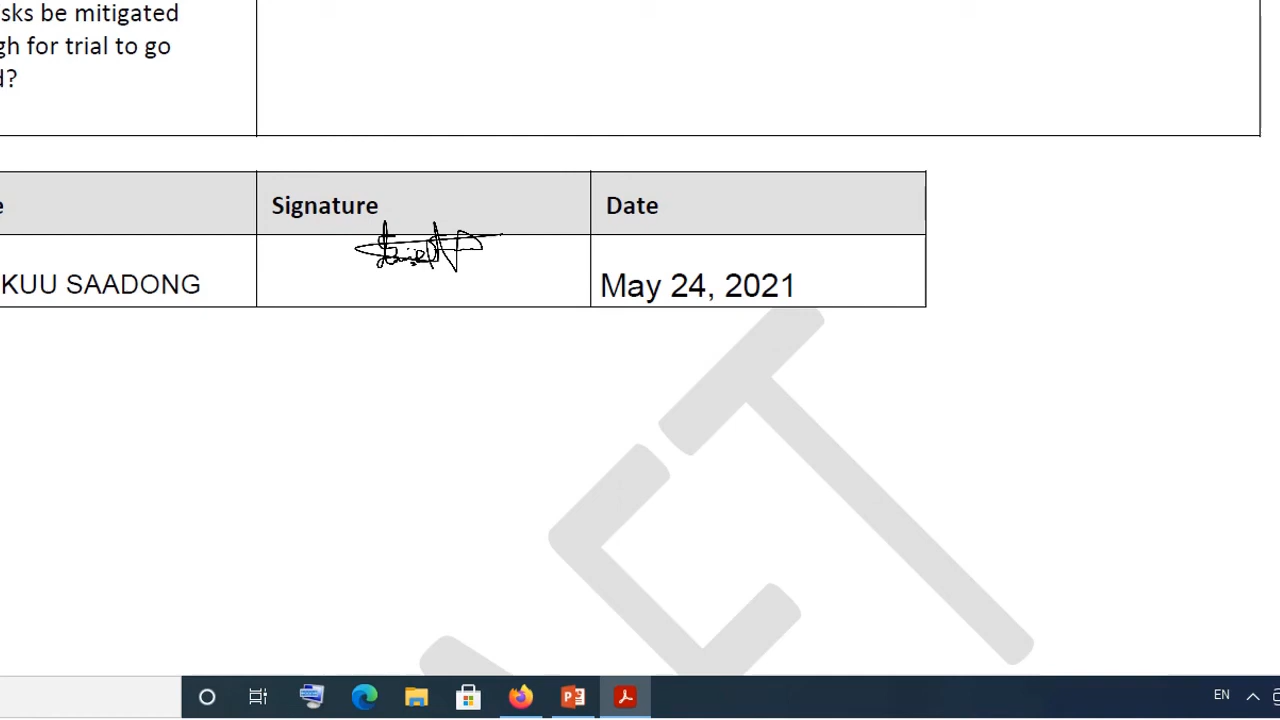 sks be mitigated
gh for trial to go
d?
e
Signature
Date
KUU SAADONG
May 24, 2021
EN